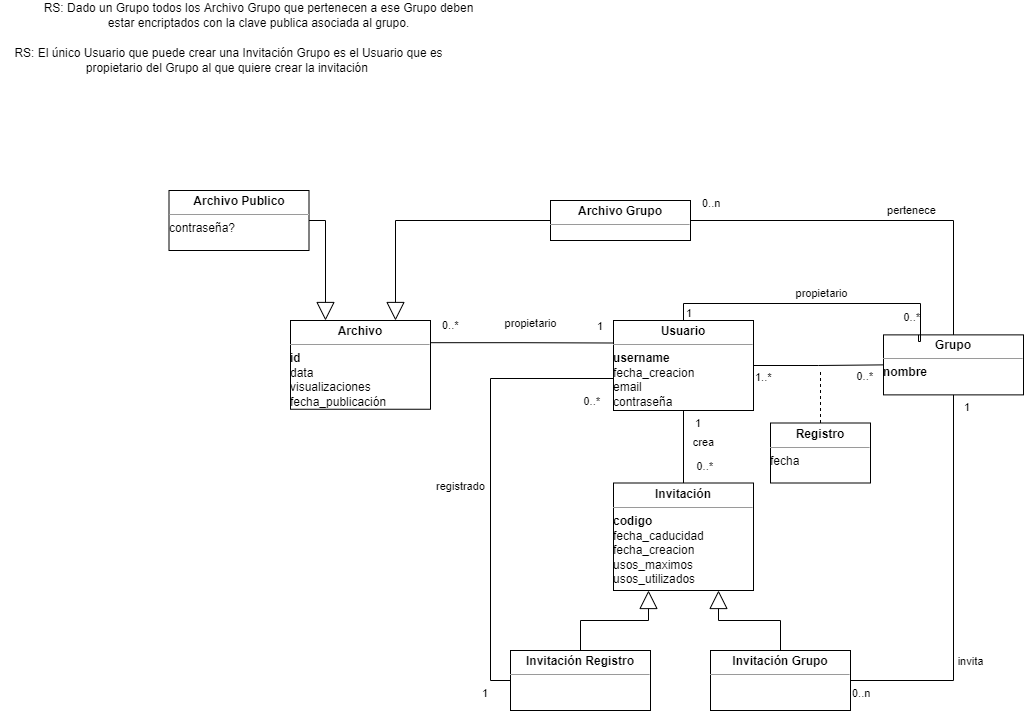 RS: Dado un Grupo todos los Archivo Grupo que pertenecen a ese Grupo deben
estar encriptados con la clave publica asociada al grupo.
RS: El único Usuario que puede crear una Invitación Grupo es el Usuario que es
propietario del Grupo al que quiere crear la invitación
Archivo Publico
contraseña?
Archivo Grupo
0..n
pertenece
propietario
1
0..*
Archivo
id
data
visualizaciones
fecha_publicación
0..*
propietario
1
Usuario
username
fecha_creacion
email
contraseña
1..*
0..*
Grupo
nombre
1
0..*
1
crea
0..*
Registro
fecha
registrado
Invitación
codigo
fecha_caducidad
fecha_creacion
usos_maximos
usos_utilizados
Invitación Registro
1
Invitación Grupo
0..n
invita